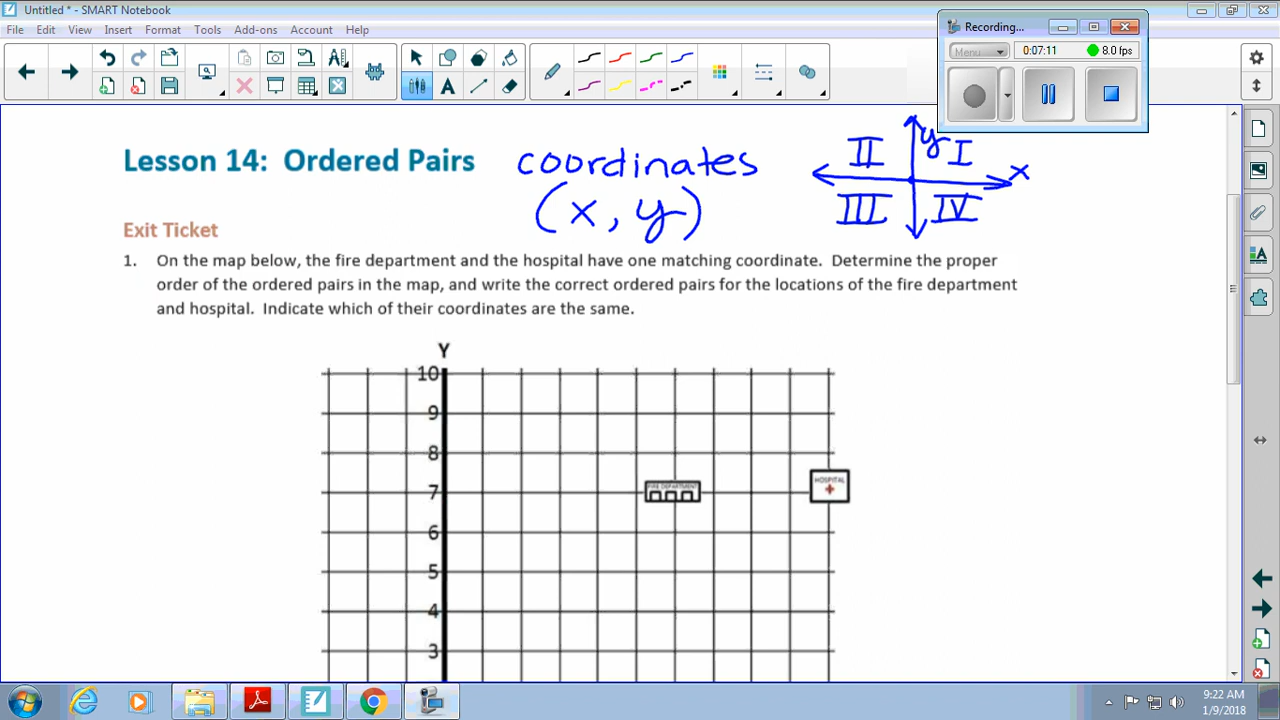 Untitled * - SMART Notebook
File Edit View Insert Format Tools Add-ons Account Help
Recording...
Menu 0:07:11 8.0 fps
Lesson 14: Ordered Pairs
coordinates
(x, y)
y
x
II I
III IV
Exit Ticket
1. On the map below, the fire department and the hospital have one matching coordinate. Determine the proper
order of the ordered pairs in the map, and write the correct ordered pairs for the locations of the fire department
and hospital. Indicate which of their coordinates are the same.
Y
10
9
8
7
6
5
4
3
FIRE DEPARTMENT
HOSPITAL
9:22 AM
1/9/2018